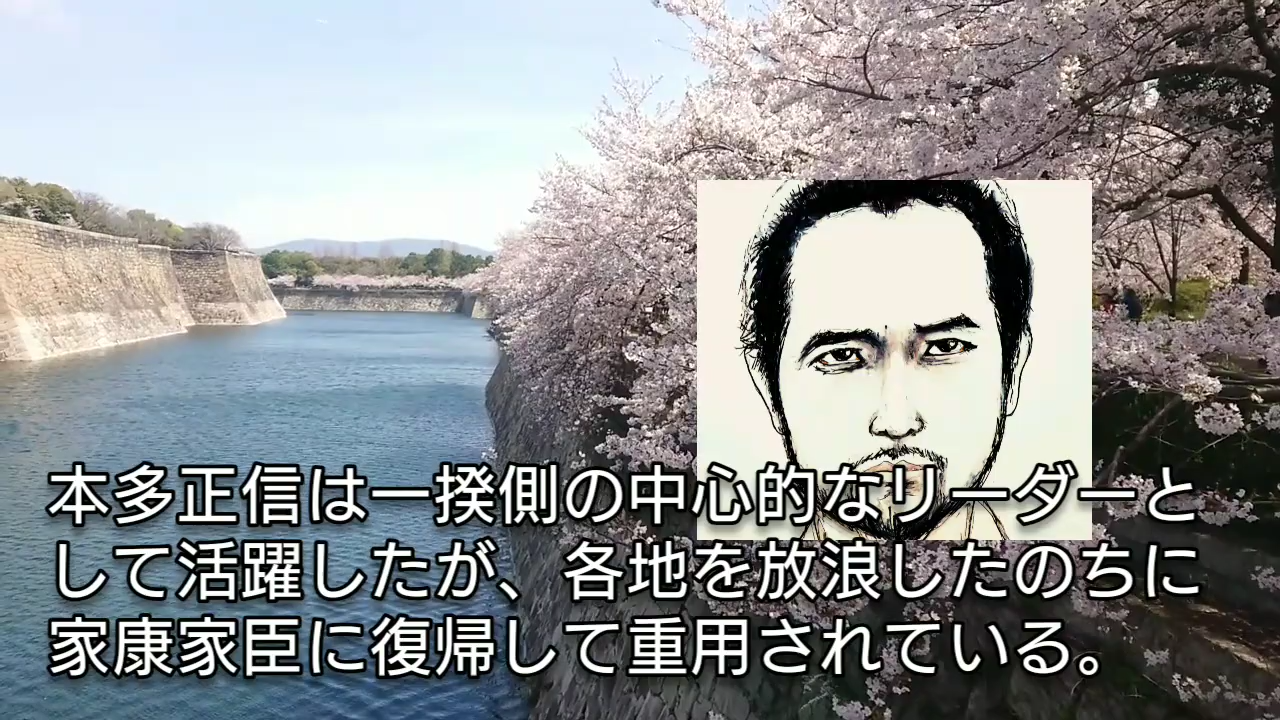 本多正信は一揆側の中心的なリーダーと
して活躍したが、各地を放浪したのちに
家康家臣に復帰して重用されている。